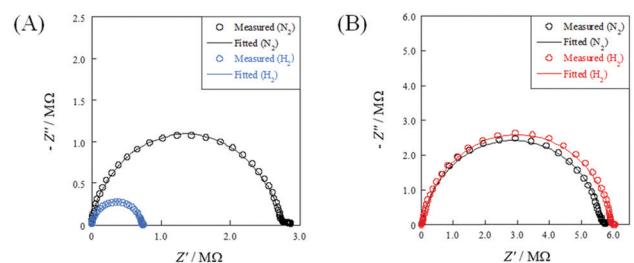 (A)
2.0
1.5
1.0
0.5
0
0
1.0
2.0
3.0
- Z'' / MΩ
Z' / MΩ
Measured (N2)
Fitted (N2)
Measured (H2)
Fitted (H2)
(B)
6.0
5.0
4.0
3.0
2.0
1.0
0
0
1.0
2.0
3.0
4.0
5.0
6.0
- Z'' / MΩ
Z' / MΩ
Measured (N2)
Fitted (N2)
Measured (H2)
Fitted (H2)